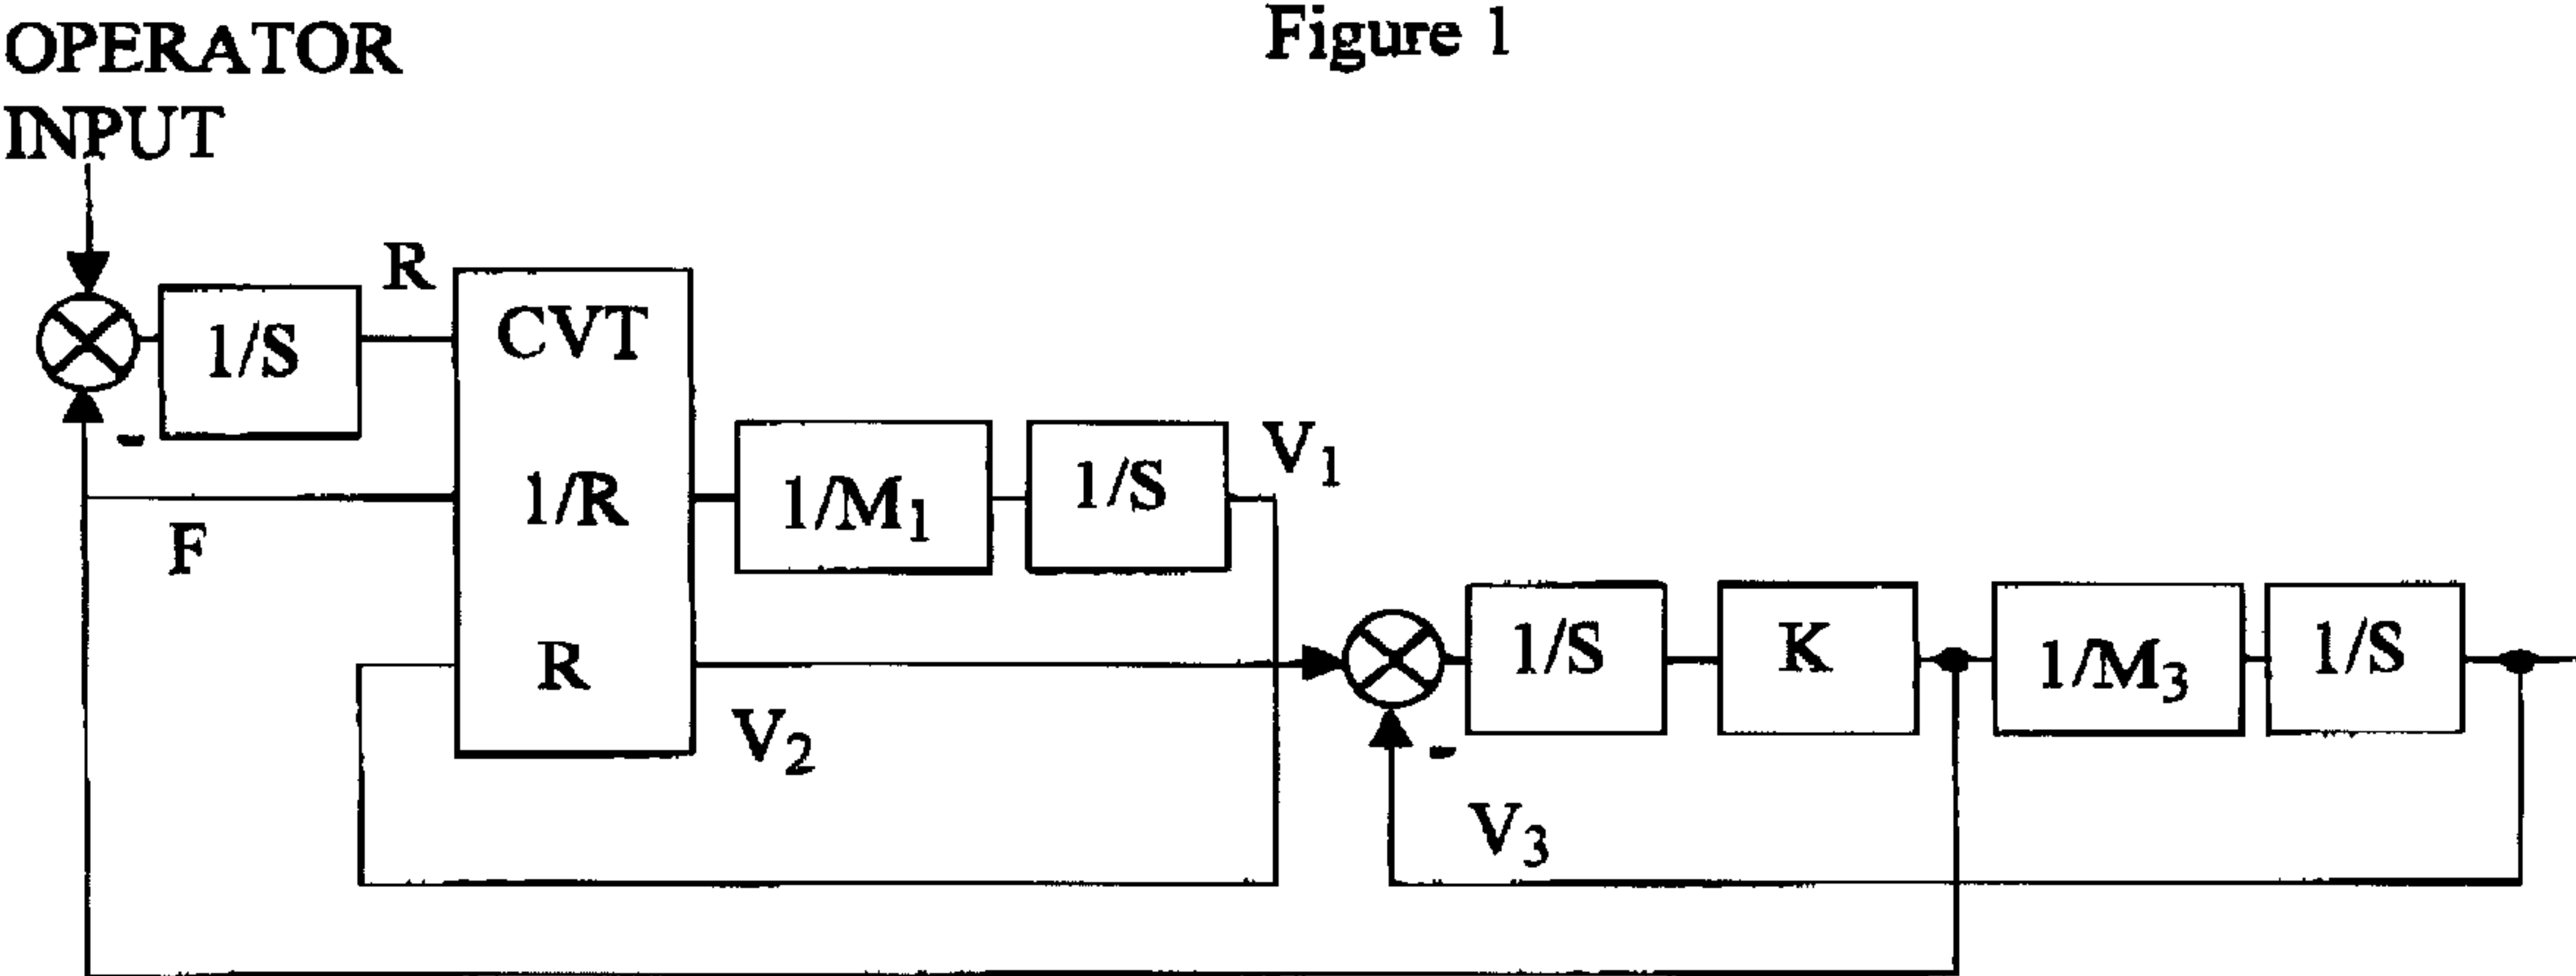 Figure 1
OPERATOR
INPUT
R
1/S
CVT
1/R
R
F
1/M₁
1/S
V₁
V₂
-
1/S
K
1/M₃
1/S
-
V₃